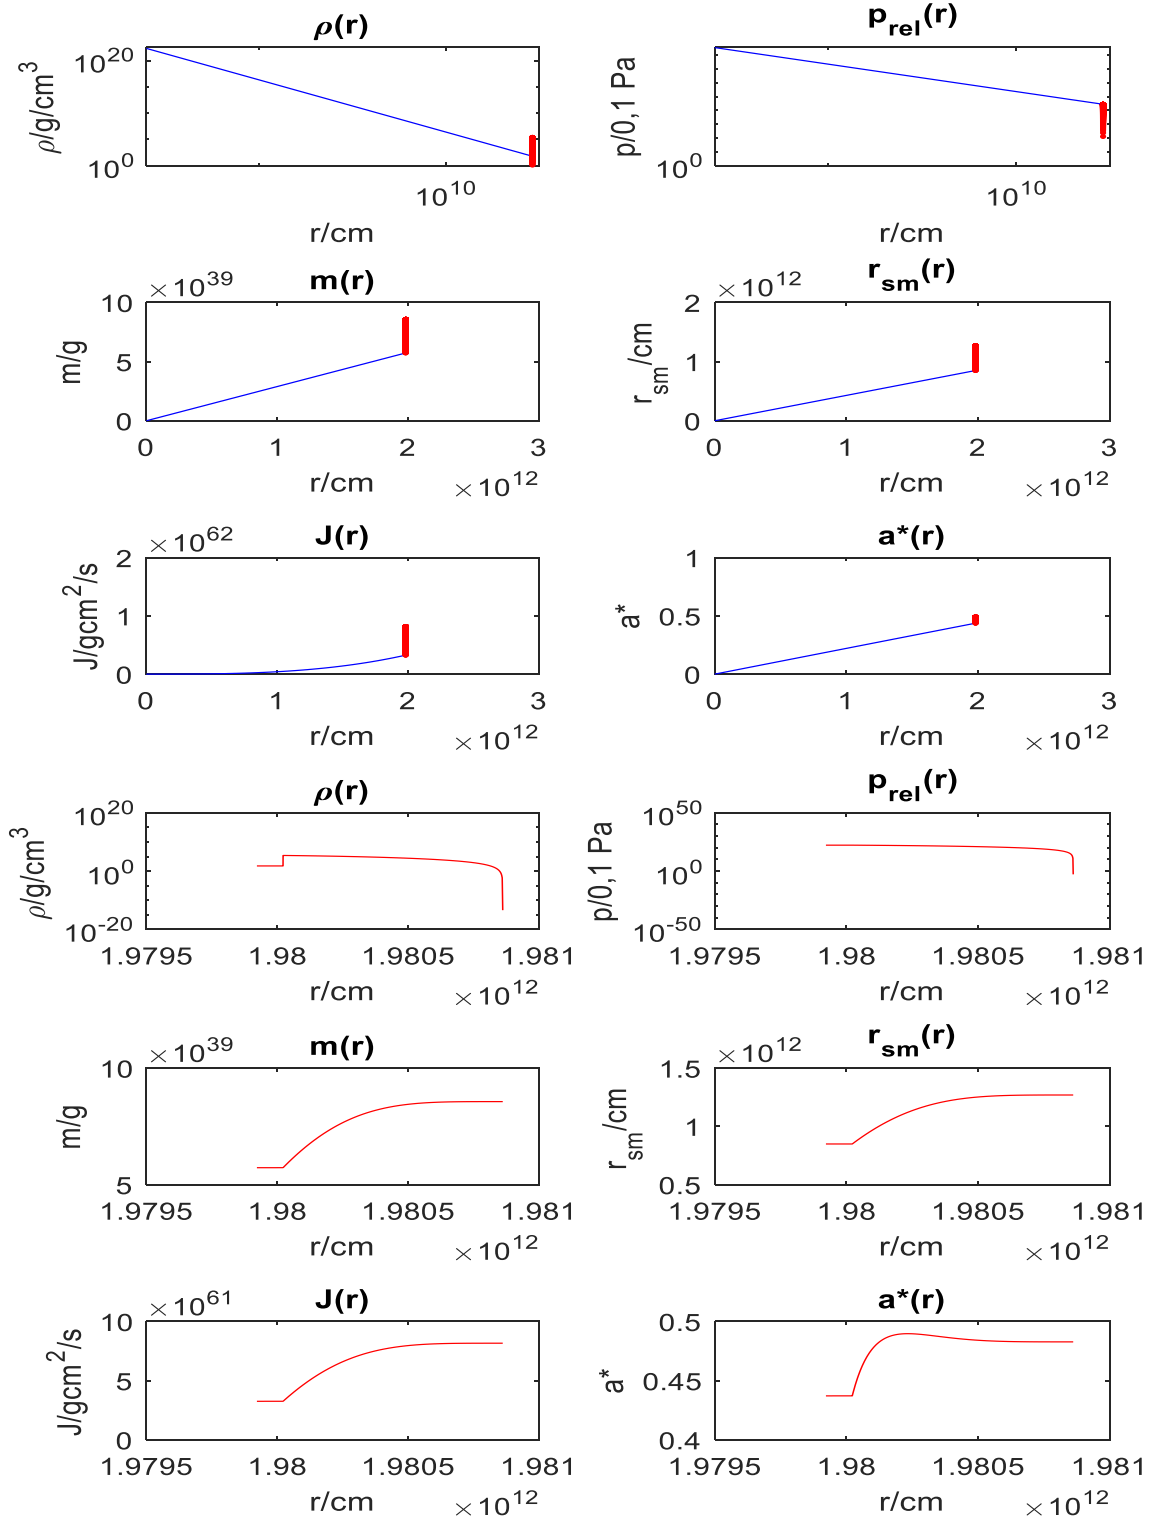 ρ(r)
p_rel(r)
10^20
10^0
ρ/g/cm^3
10^10
r/cm
10^0
p/0,1 Pa
10^10
r/cm
×10^39
m(r)
10
5
0
m/g
0 1 2 3
r/cm
×10^12
×10^12
r_sm(r)
2
1
0
r_sm/cm
0 1 2 3
r/cm
×10^12
×10^62
J(r)
2
1
0
J/gcm^2/s
0 1 2 3
r/cm
×10^12
a*(r)
1
0.5
0
a*
0 1 2 3
r/cm
×10^12
ρ(r)
10^20
10^0
10^-20
ρ/g/cm^3
1.9795 1.98 1.9805 1.981
r/cm
×10^12
p_rel(r)
10^50
10^0
10^-50
p/0,1 Pa
1.9795 1.98 1.9805 1.981
r/cm
×10^12
×10^39
m(r)
10
5
m/g
1.9795 1.98 1.9805 1.981
r/cm
×10^12
×10^12
r_sm(r)
1.5
1
0.5
r_sm/cm
1.9795 1.98 1.9805 1.981
r/cm
×10^12
×10^61
J(r)
10
5
0
J/gcm^2/s
1.9795 1.98 1.9805 1.981
r/cm
×10^12
a*(r)
0.5
0.45
0.4
a*
1.9795 1.98 1.9805 1.981
r/cm
×10^12